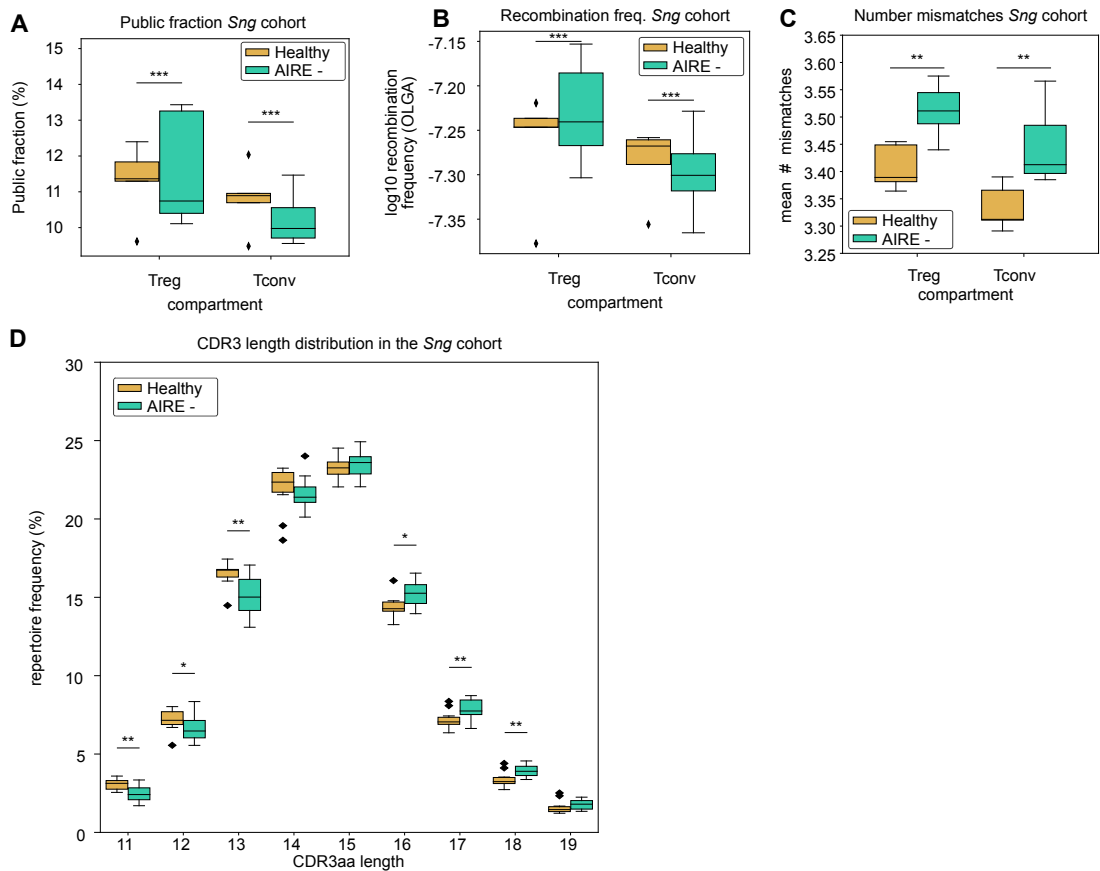 A
Public fraction Sng cohort
Public fraction (%)
15
14
13
12
11
10
***
***
Healthy
AIRE -
Treg
Tconv
compartment
B
Recombination freq. Sng cohort
log10 recombination
frequency (OLGA)
-7.15
-7.20
-7.25
-7.30
-7.35
***
***
Healthy
AIRE -
Treg
Tconv
compartment
C
Number mismatches Sng cohort
mean # mismatches
3.65
3.60
3.55
3.50
3.45
3.40
3.35
3.30
3.25
**
**
Healthy
AIRE -
Treg
Tconv
compartment
D
CDR3 length distribution in the Sng cohort
repertoire frequency (%)
30
25
20
15
10
5
0
Healthy
AIRE -
**
*
**
*
**
**
11 12 13 14 15 16 17 18 19
CDR3aa length